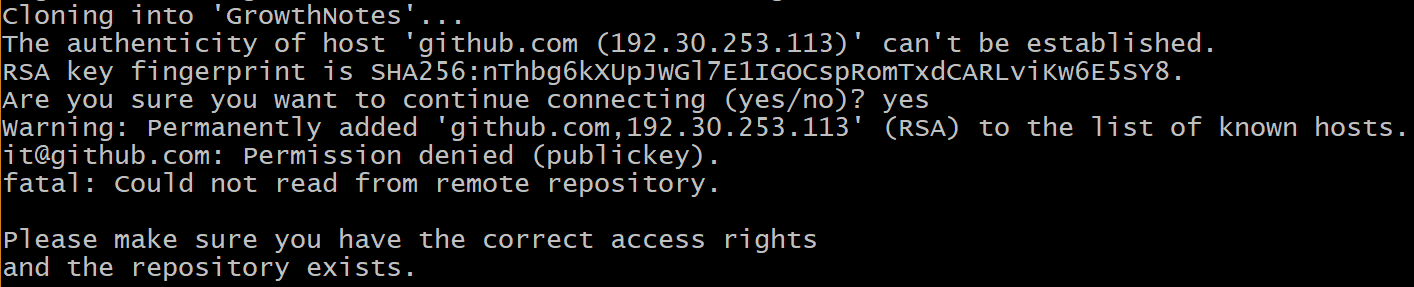 Cloning into 'GrowthNotes'...
The authenticity of host 'github.com (192.30.253.113)' can't be established.
RSA key fingerprint is SHA256:nThbg6kXUpJWGl7E1IGOCspRomTxdCARLviKw6E5SY8.
Are you sure you want to continue connecting (yes/no)? yes
Warning: Permanently added 'github.com,192.30.253.113' (RSA) to the list of known hosts.
it@github.com: Permission denied (publickey).
fatal: Could not read from remote repository.
Please make sure you have the correct access rights
and the repository exists.